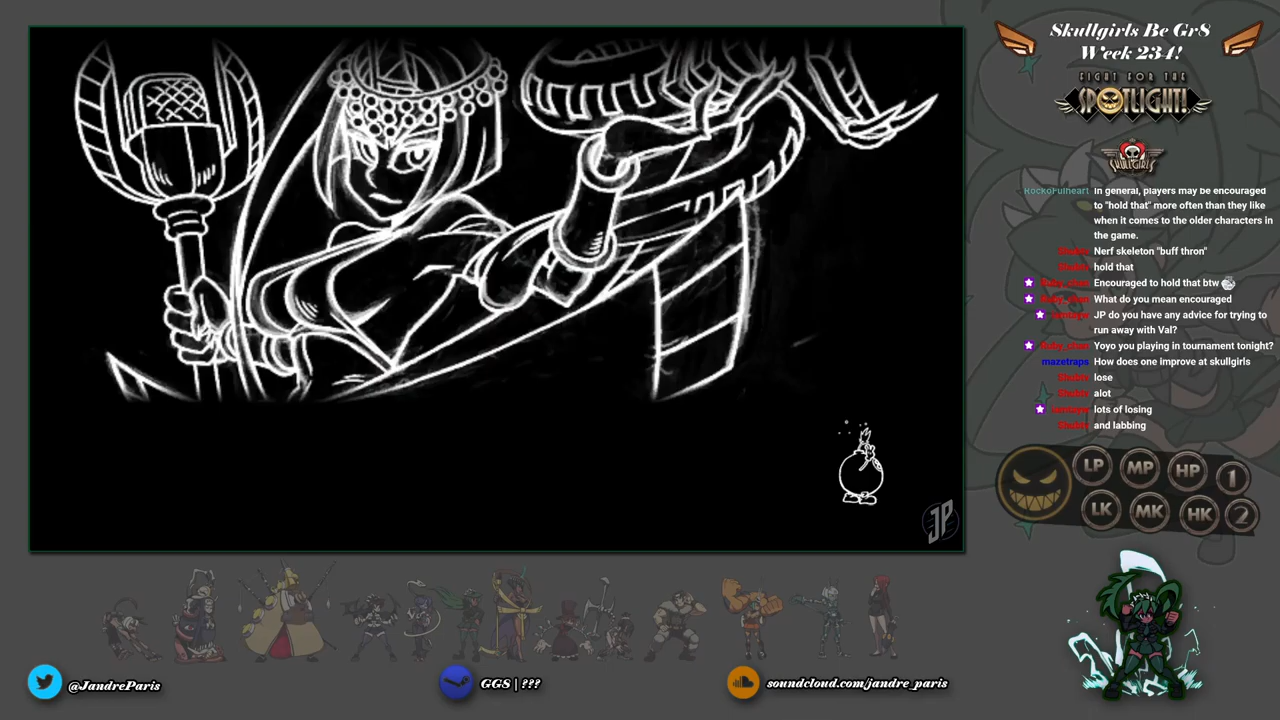 Skullgirls Be Gr8
Week 234!
FIGHT FOR THE
SPOTLIGHT!
SKULLGIRLS
RockoFulheart In general, players may be encouraged
to "hold that" more often than they like
when it comes to the older characters in
the game.
Nerf skeleton "buff thron"
hold that
Encouraged to hold that btw
What do you mean encouraged
JP do you have any advice for trying to
run away with Val?
Yoyo you playing in tournament tonight?
mazetraps How does one improve at skullgirls
lose
alot
lots of losing
and labbing
LP MP HP 1
LK MK HK 2
JP
@JandreParis
GGS | ???
soundcloud.com/jandre_paris